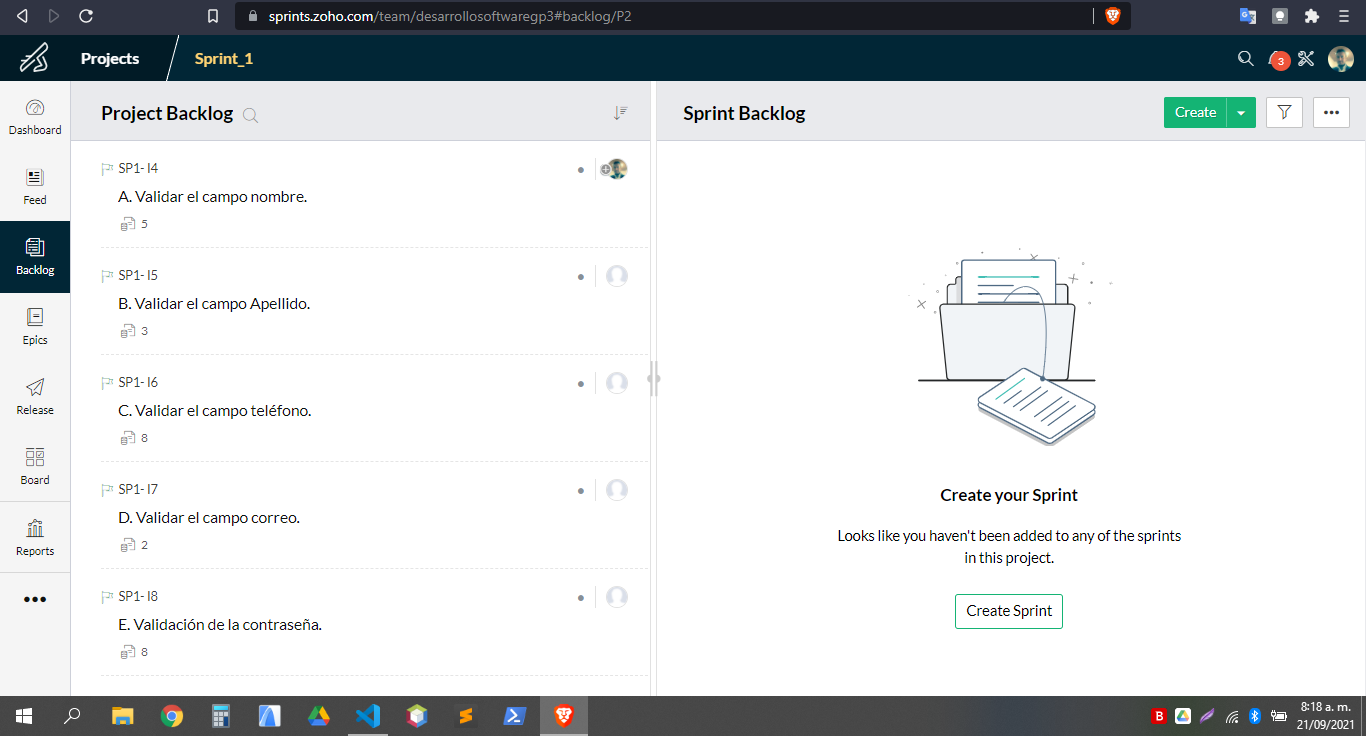 sprints.zoho.com/team/desarrollosoftwaregp3#backlog/P2
Projects
Sprint_1
3
Dashboard
Feed
Backlog
Epics
Release
Board
Reports
Project Backlog
SP1- I4
A. Validar el campo nombre.
5
SP1- I5
B. Validar el campo Apellido.
3
SP1- I6
C. Validar el campo teléfono.
8
SP1- I7
D. Validar el campo correo.
2
SP1- I8
E. Validación de la contraseña.
8
Sprint Backlog
Create
Create your Sprint
Looks like you haven't been added to any of the sprints
in this project.
Create Sprint
B
8:18 a. m.
21/09/2021